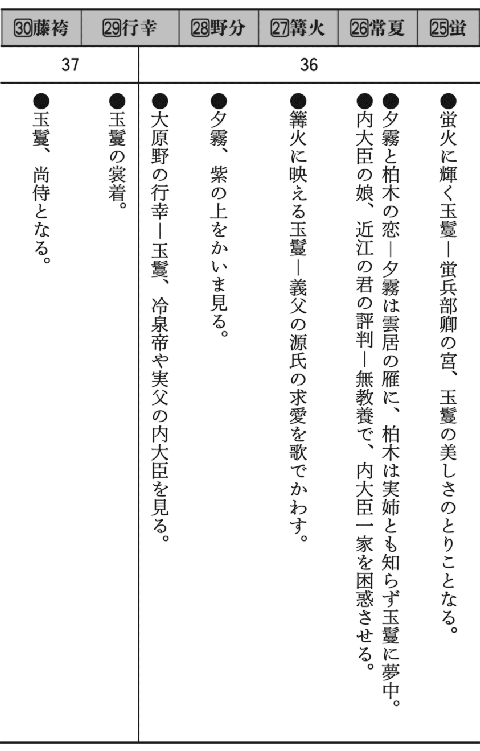 ㉕蛍
㉖常夏
㉗篝火
㉘野分
㉙行幸
㉚藤袴
36
37
●蛍火に輝く玉鬘―蛍兵部卿の宮、玉鬘の美しさのとりことなる。
●夕霧と柏木の恋―夕霧は雲居の雁に、柏木は実姉とも知らず玉鬘に夢中。
●内大臣の娘、近江の君の評判―無教養で、内大臣一家を困惑させる。
●篝火に映える玉鬘―義父の源氏の求愛を歌でかわす。
●夕霧、紫の上をかいま見る。
●大原野の行幸―玉鬘、冷泉帝や実父の内大臣を見る。
●玉鬘の裳着。
●玉鬘、尚侍となる。